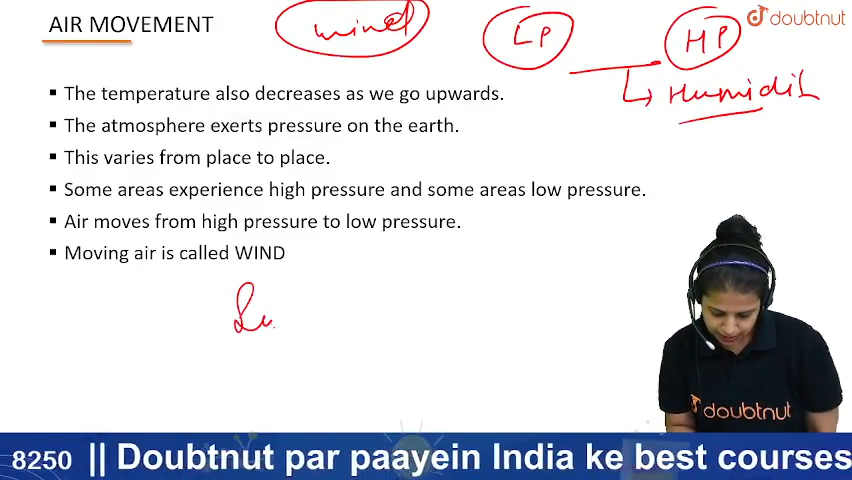 AIR MOVEMENT
wind
LP
HP
doubtnut
▪ The temperature also decreases as we go upwards.
▪ The atmosphere exerts pressure on the earth.
▪ This varies from place to place.
▪ Some areas experience high pressure and some areas low pressure.
▪ Air moves from high pressure to low pressure.
▪ Moving air is called WIND
doubtnut
8250 || Doubtnut par paayein India ke best courses